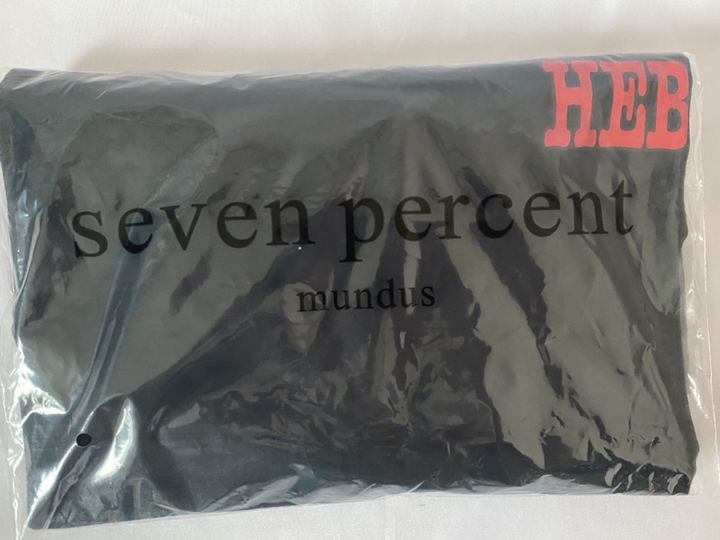 HEB
seven percent
mundus